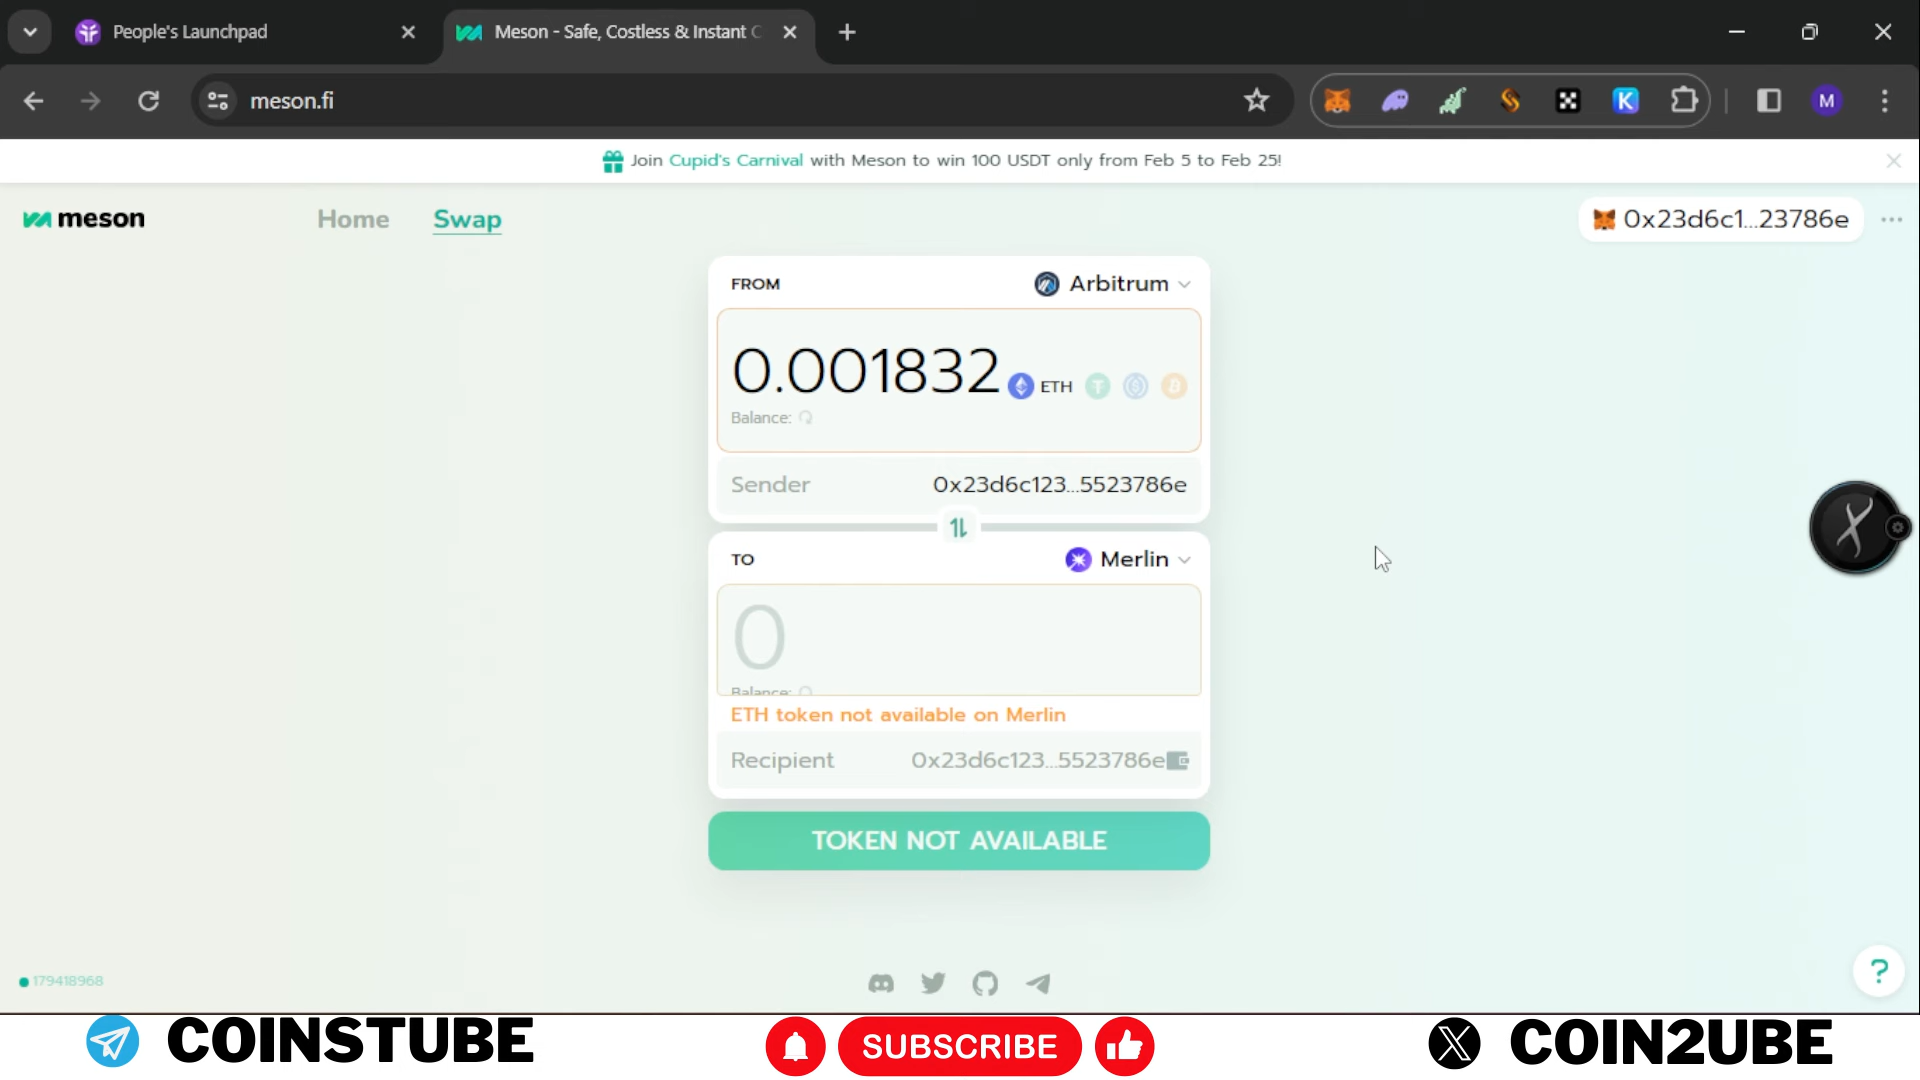 People's Launchpad
Meson - Safe, Costless & Instant C
meson.fi
K
M
Join Cupid's Carnival with Meson to win 100 USDT only from Feb 5 to Feb 25!
meson
Home
Swap
0x23d6c1...23786e
FROM
Arbitrum
0.001832
ETH
Balance:
Sender
0x23d6c123...5523786e
TO
Merlin
0
Balance:
ETH token not available on Merlin
Recipient
0x23d6c123...5523786e
TOKEN NOT AVAILABLE
179418968
?
COINSTUBE
SUBSCRIBE
COIN2UBE